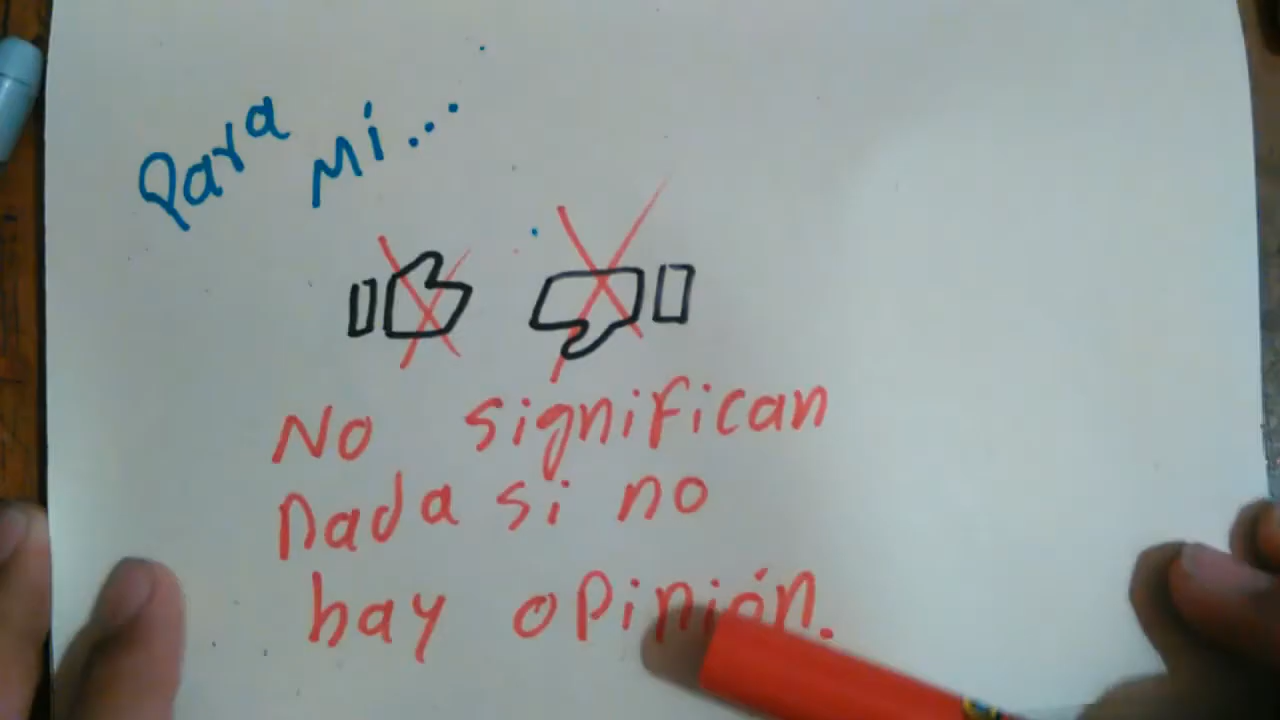 Para mi...
No significan
nada si no
hay opinión.